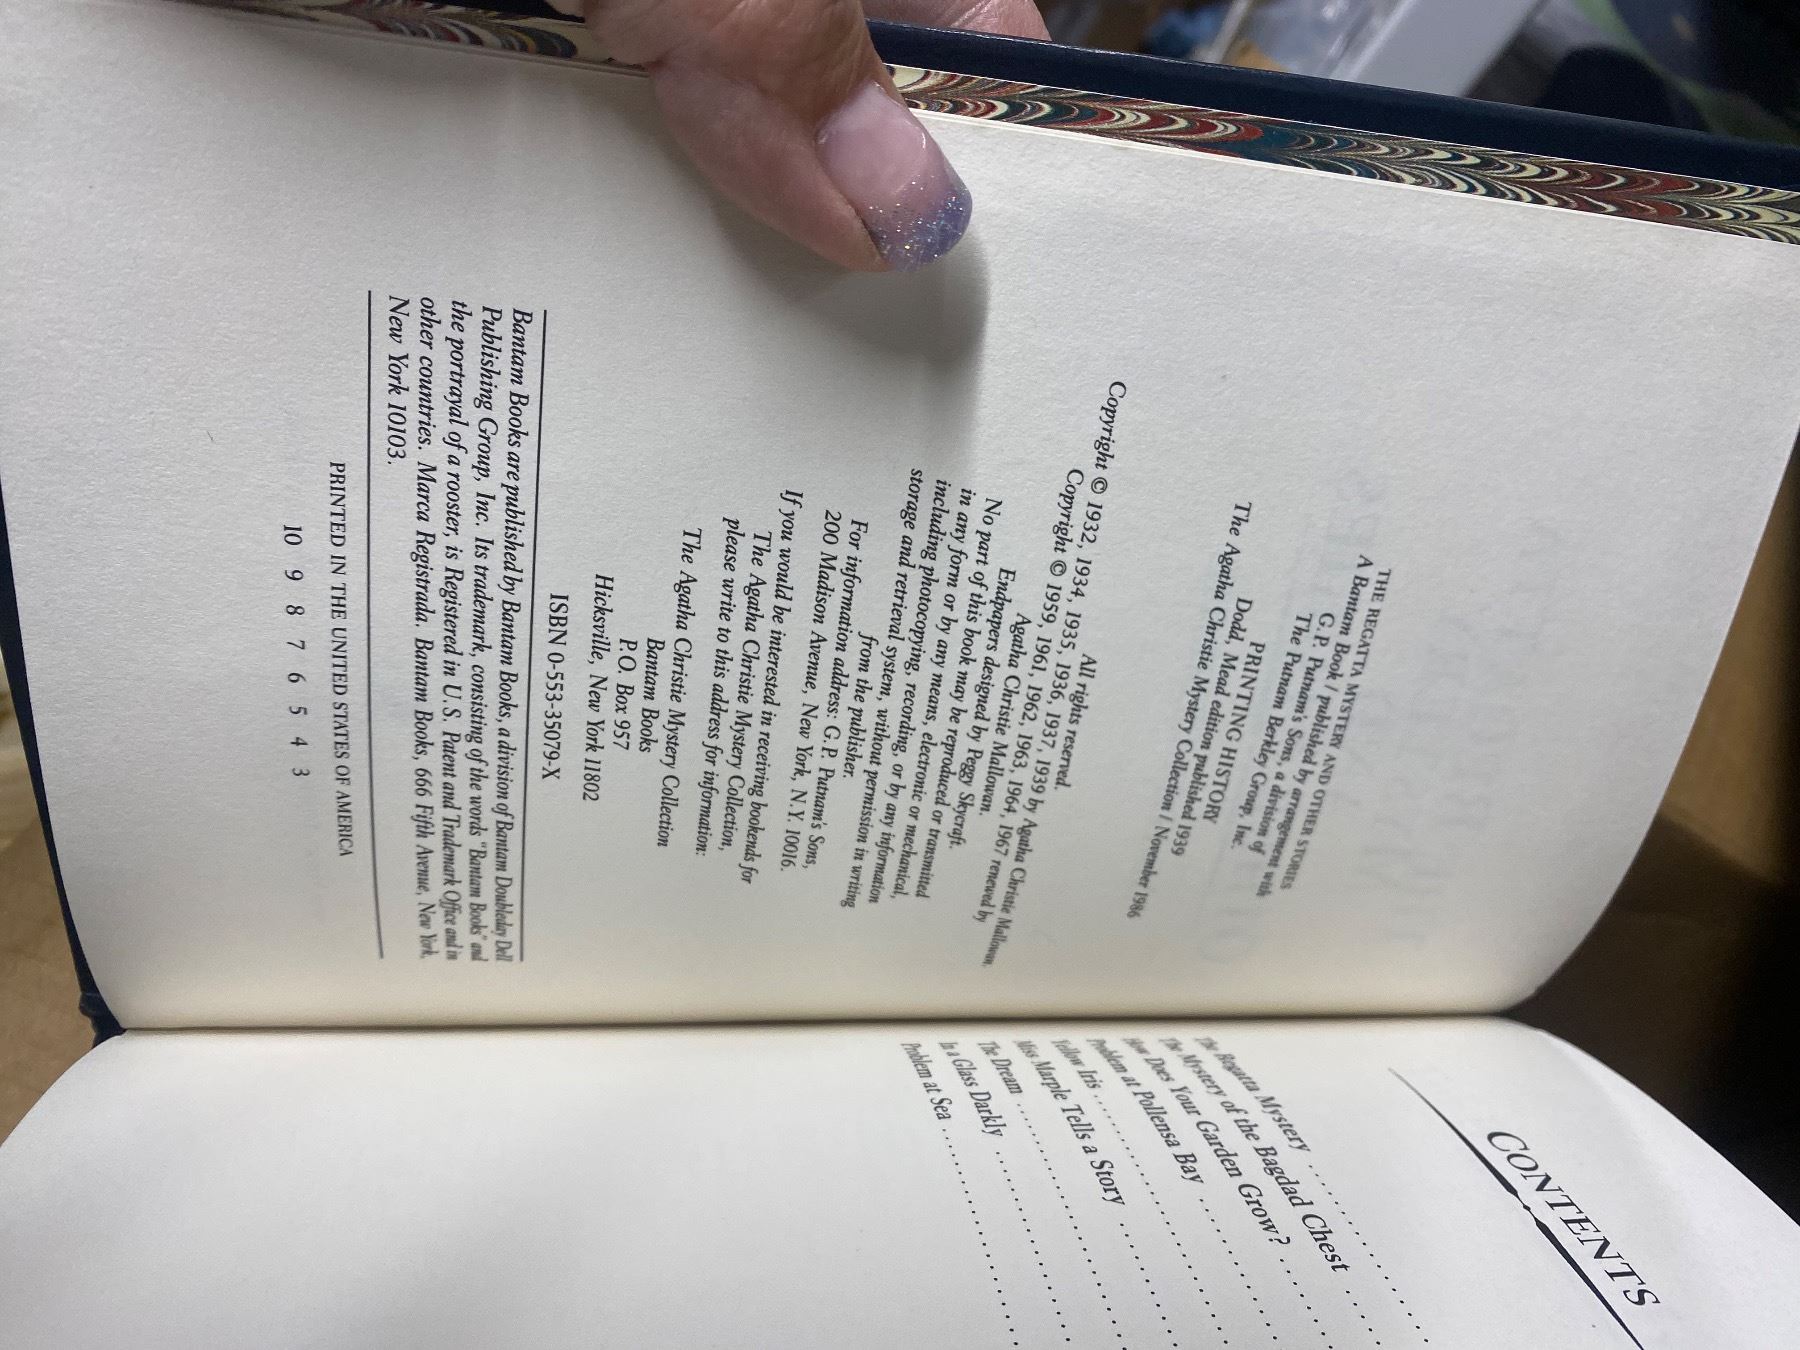 THE REGATTA MYSTERY AND OTHER STORIES
A Bantam Book / published by arrangement with
G.P. Putnam's Sons, a division of
The Putnam Berkley Group, Inc.
PRINTING HISTORY
Dodd, Mead edition published 1939
The Agatha Christie Mystery Collection / November 1986
All rights reserved.
Copyright © 1932, 1934, 1935, 1936, 1937, 1939 by Agatha Christie Mallowan.
Copyright © 1959, 1961, 1962, 1963, 1964, 1967 renewed by
Agatha Christie Mallowan.
Endpapers designed by Peggy Skycraft.
No part of this book may be reproduced or transmitted
in any form or by any means, electronic or mechanical,
including photocopying, recording, or by any information
storage and retrieval system, without permission in writing
from the publisher.
For information address: G.P. Putnam's Sons,
200 Madison Avenue, New York, N.Y. 10016.
If you would be interested in receiving bookends for
The Agatha Christie Mystery Collection,
please write to this address for information:
The Agatha Christie Mystery Collection
Bantam Books
P.O. Box 957
Hicksville, New York 11802
ISBN 0-553-35079-X
Bantam Books are published by Bantam Books, a division of Bantam Doubleday Dell
Publishing Group, Inc. Its trademark, consisting of the words "Bantam Books" and
the portrayal of a rooster, is Registered in U.S. Patent and Trademark Office and in
other countries. Marca Registrada. Bantam Books, 666 Fifth Avenue, New York,
New York 10103.
PRINTED IN THE UNITED STATES OF AMERICA
10 9 8 7 6 5 4 3
CONTENTS
The Regatta Mystery
The Mystery of the Bagdad Chest
How Does Your Garden Grow?
Problem at Pollensa Bay
Yellow Iris
Miss Marple Tells a Story
The Dream
In a Glass Darkly
Problem at Sea